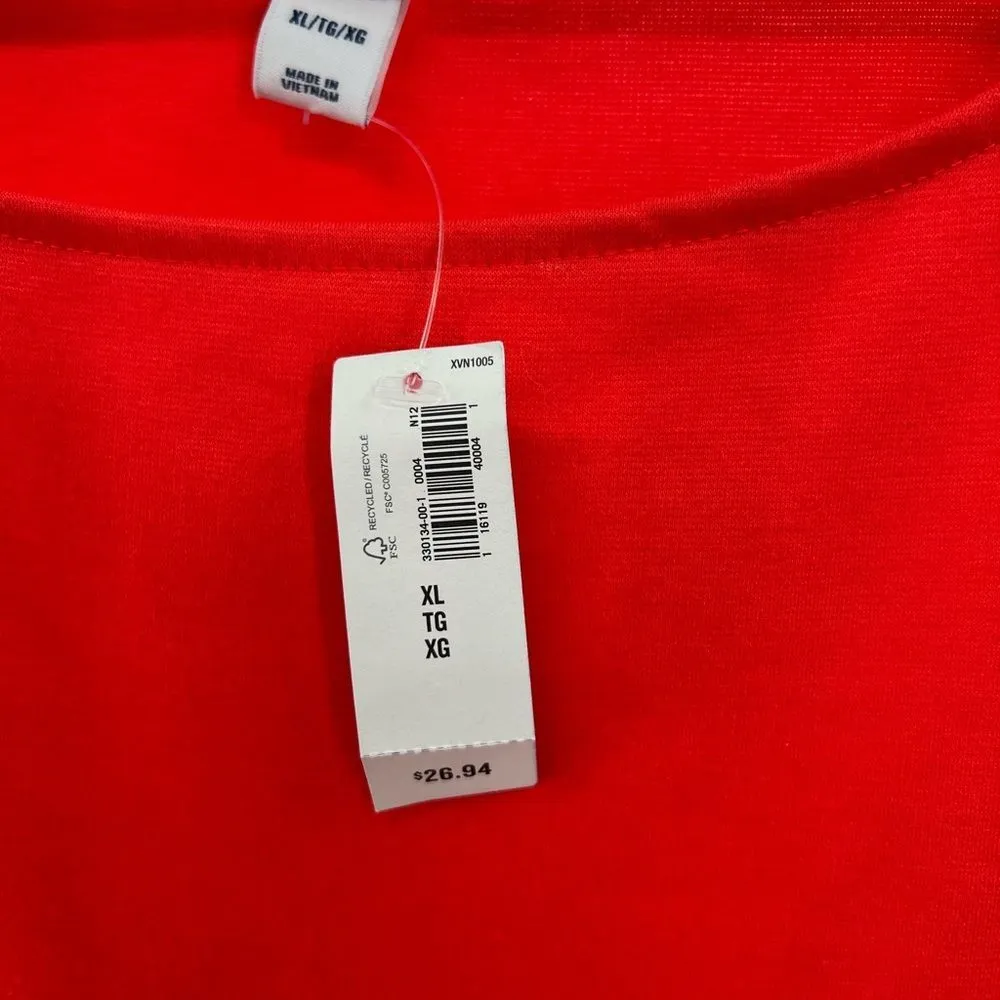 XL/TG/XG
MADE IN
VIETNAM
XVN1005
RECYCLED/RECYCLÉ
FSC® C005725
FSC
330134-00-1 0004 N12
1 16119 40004 1
XL
TG
XG
$26.94